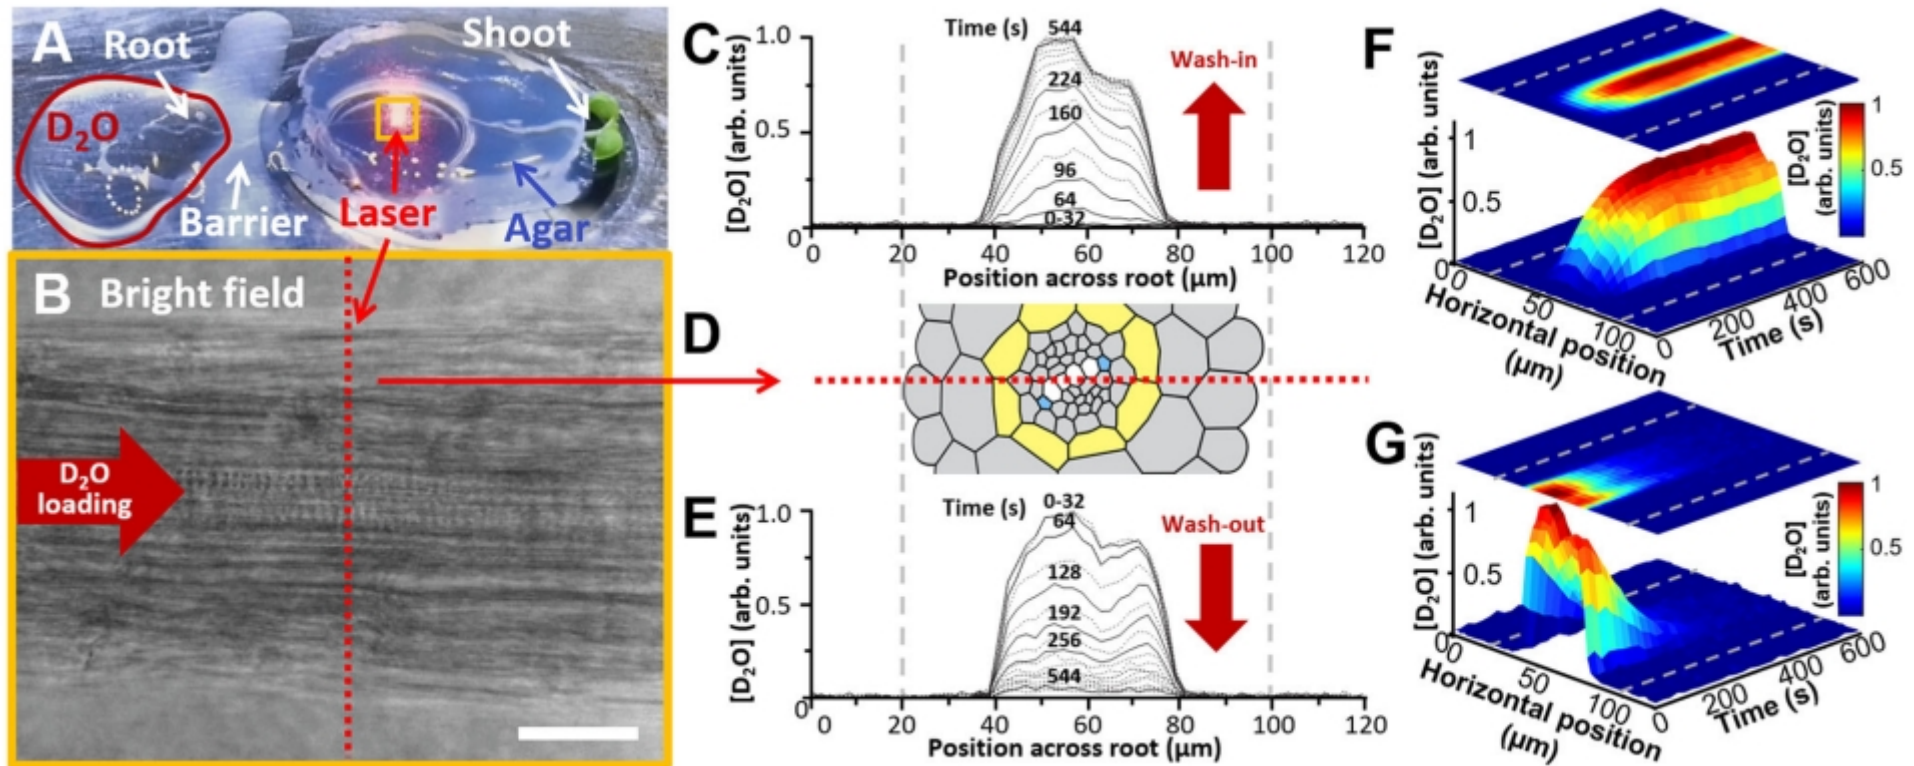 A
Root
Shoot
D₂O
Barrier
Laser
Agar
B Bright field
D₂O
loading
C
Time (s) 544
Wash-in
224
160
96
64
0-32
1.0
0.5
0
[D₂O] (arb. units)
0 20 40 60 80 100 120
Position across root (µm)
D
E
Time (s) 0-32
64
Wash-out
128
192
256
544
1.0
0.5
0
[D₂O] (arb. units)
0 20 40 60 80 100 120
Position across root (µm)
F
[D₂O] (arb. units)
1
0.5
0
1
0.5
[D₂O]
(arb. units)
0 50 100
Horizontal position
(µm)
0 200 400 600
Time (s)
G
[D₂O] (arb. units)
1
0.5
0
1
0.5
[D₂O]
(arb. units)
0 50 100
Horizontal position
(µm)
0 200 400 600
Time (s)